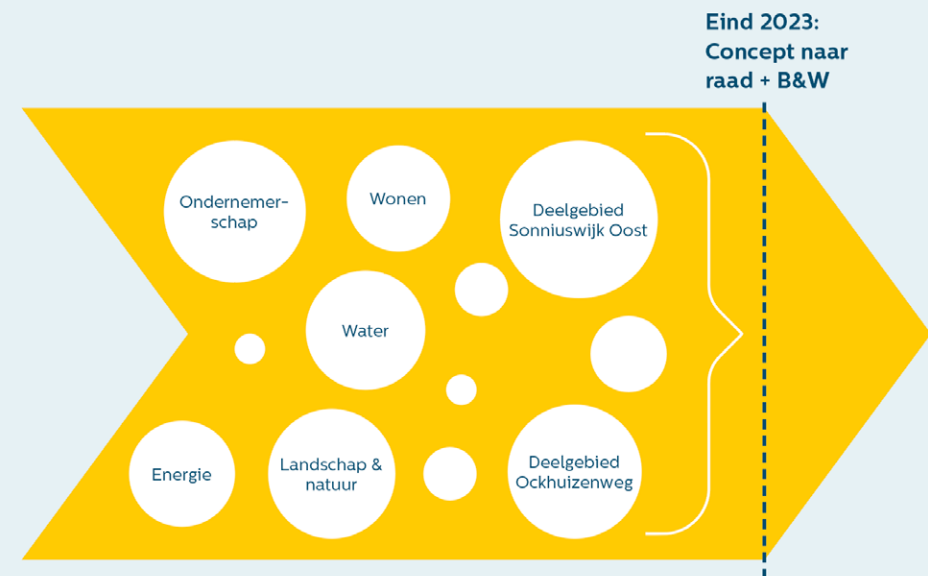 Eind 2023:
Concept naar
raad + B&W
Ondernemer-
schap
Wonen
Deelgebied
Sonniuswijk Oost
Water
Energie
Landschap &
natuur
Deelgebied
Ockhuizenweg